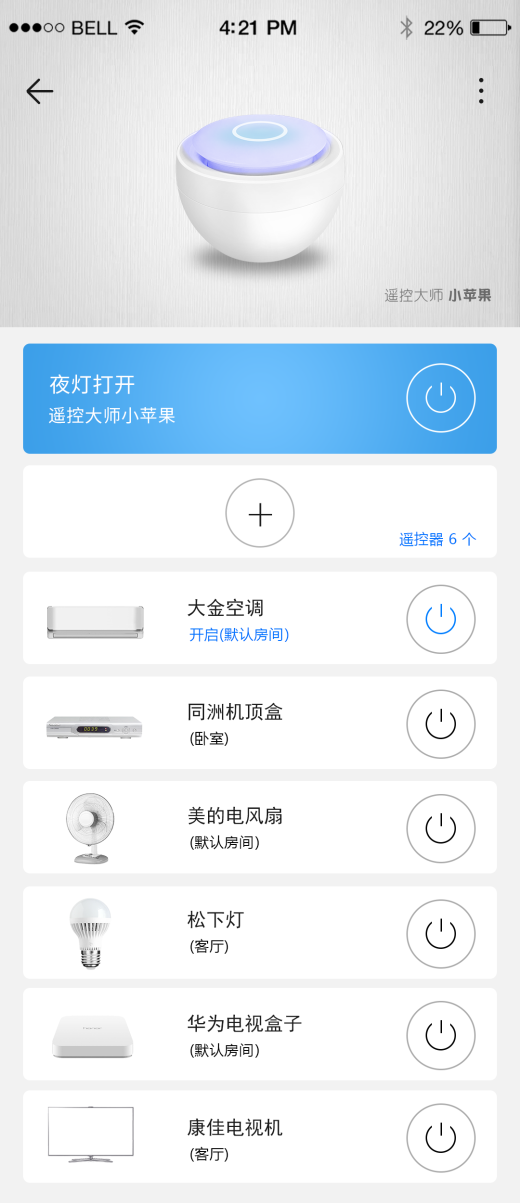 BELL 4:21 PM 22%
遥控大师 小苹果
夜灯打开
遥控大师小苹果
遥控器 6 个
大金空调
开启(默认房间)
同洲机顶盒
(卧室)
美的电风扇
(默认房间)
松下灯
(客厅)
华为电视盒子
(默认房间)
康佳电视机
(客厅)